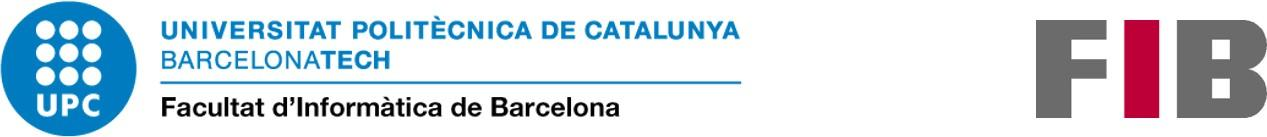 UPC
UNIVERSITAT POLITÈCNICA DE CATALUNYA
BARCELONATECH
Facultat d'Informàtica de Barcelona
FIB